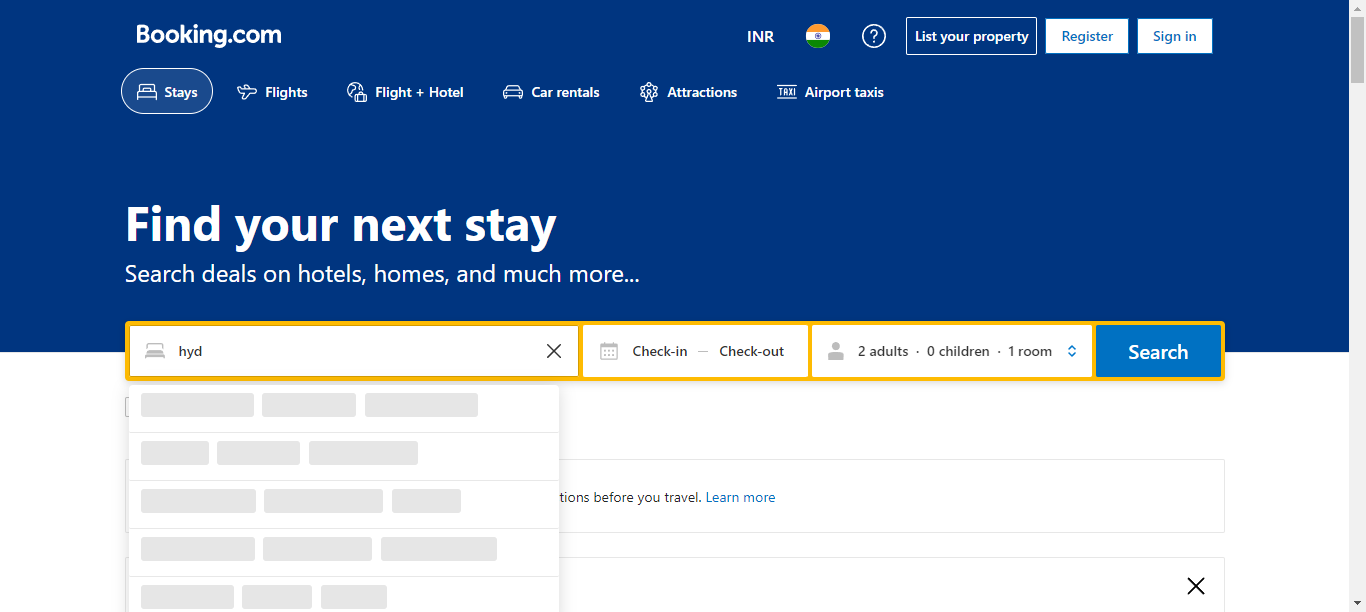 Booking.com
INR
List your property
Register
Sign in
Stays
Flights
Flight + Hotel
Car rentals
Attractions
TAXI Airport taxis
Find your next stay
Search deals on hotels, homes, and much more...
hyd
Check-in — Check-out
2 adults · 0 children · 1 room
Search
tions before you travel. Learn more